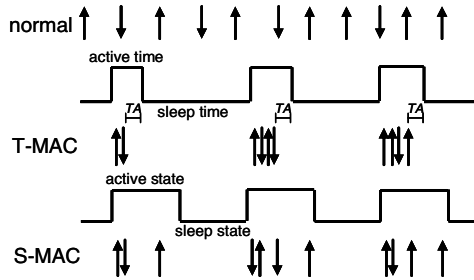 normal
active time
TA TA TA
sleep time
T-MAC
active state
sleep state
S-MAC